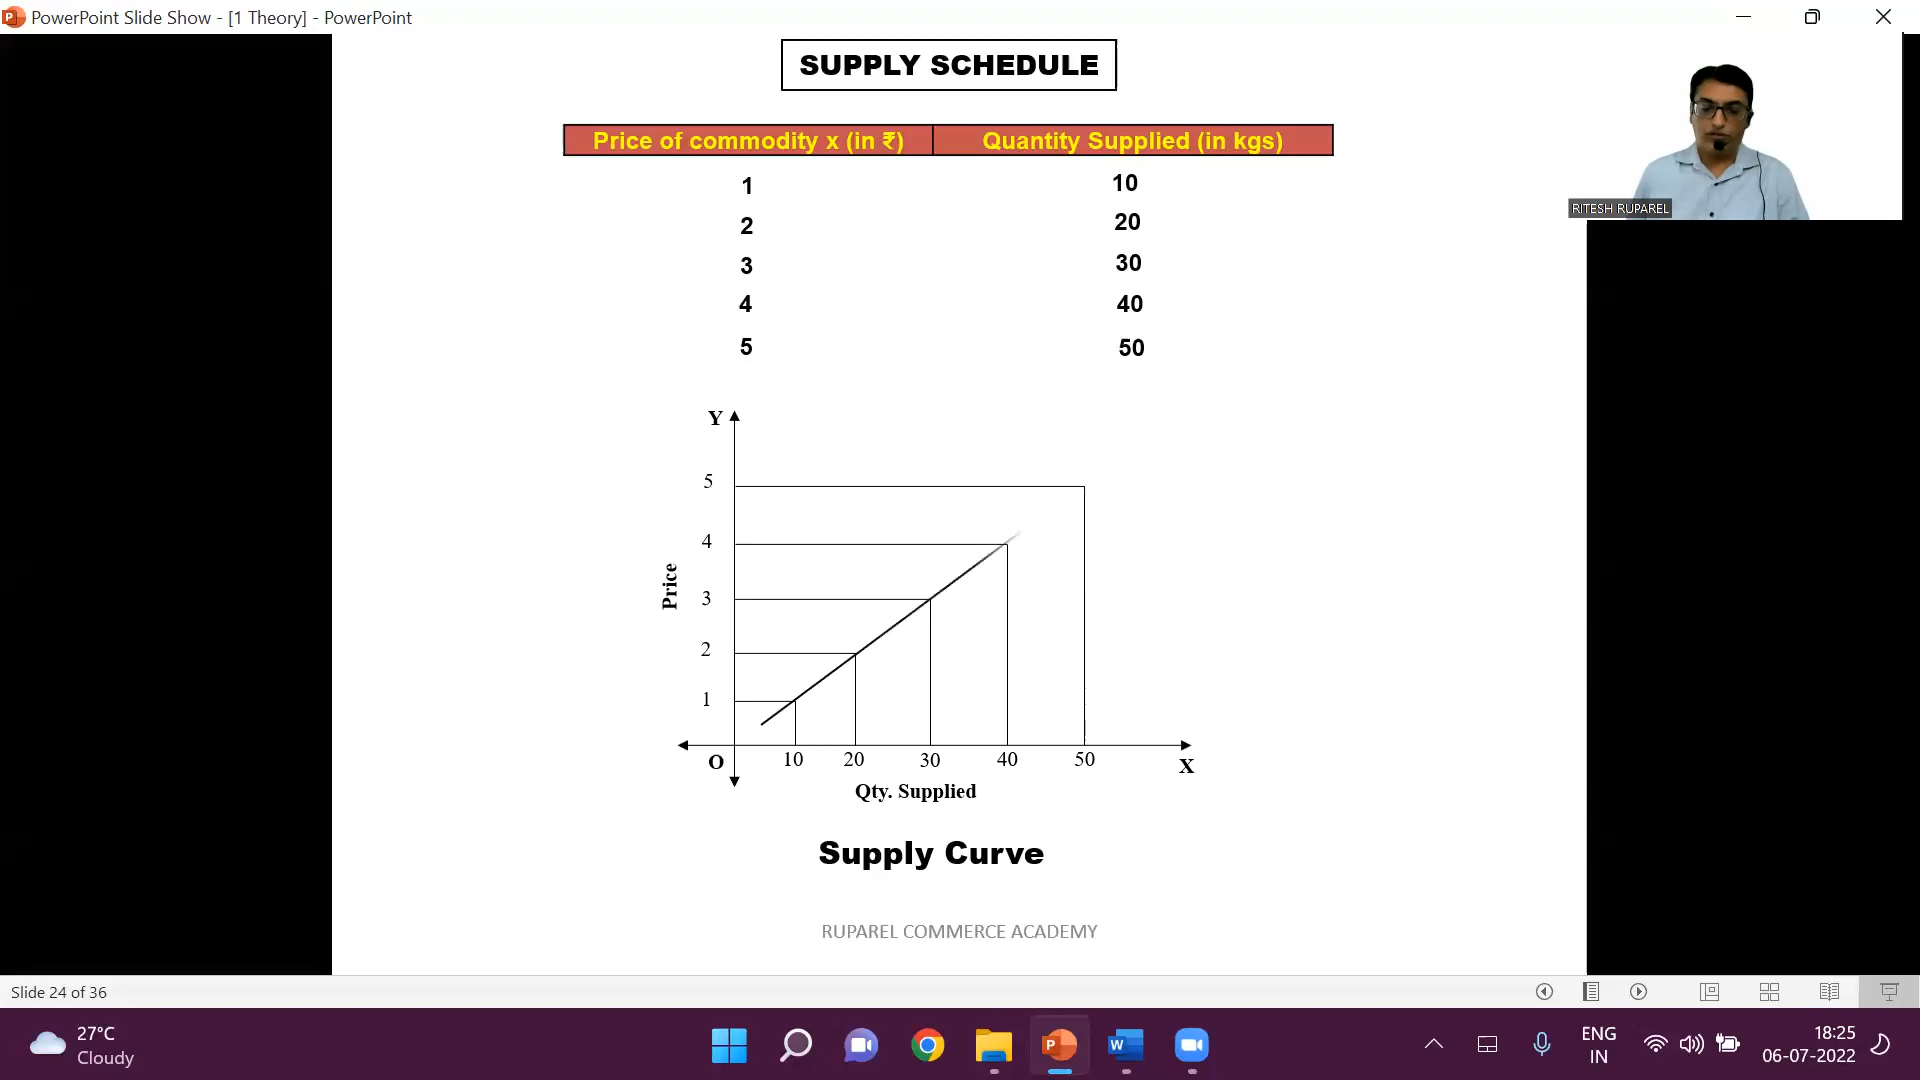 PowerPoint Slide Show - [1 Theory] - PowerPoint
SUPPLY SCHEDULE
Price of commodity x (in ₹) Quantity Supplied (in kgs)
1 10
2 20
3 30
4 40
5 50
RITESH RUPAREL
Y
5
4
3
2
1
Price
O 10 20 30 40 50 X
Qty. Supplied
Supply Curve
RUPAREL COMMERCE ACADEMY
Slide 24 of 36
27°C
Cloudy
ENG
IN
18:25
06-07-2022